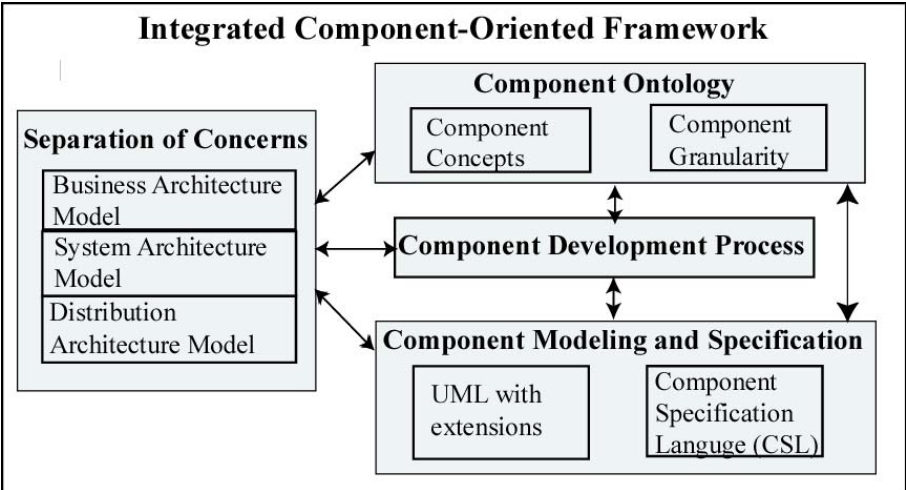 Integrated Component-Oriented Framework
Separation of Concerns
Business Architecture
Model
System Architecture
Model
Distribution
Architecture Model
Component Ontology
Component
Concepts
Component
Granularity
Component Development Process
Component Modeling and Specification
UML with
extensions
Component
Specification
Languge (CSL)